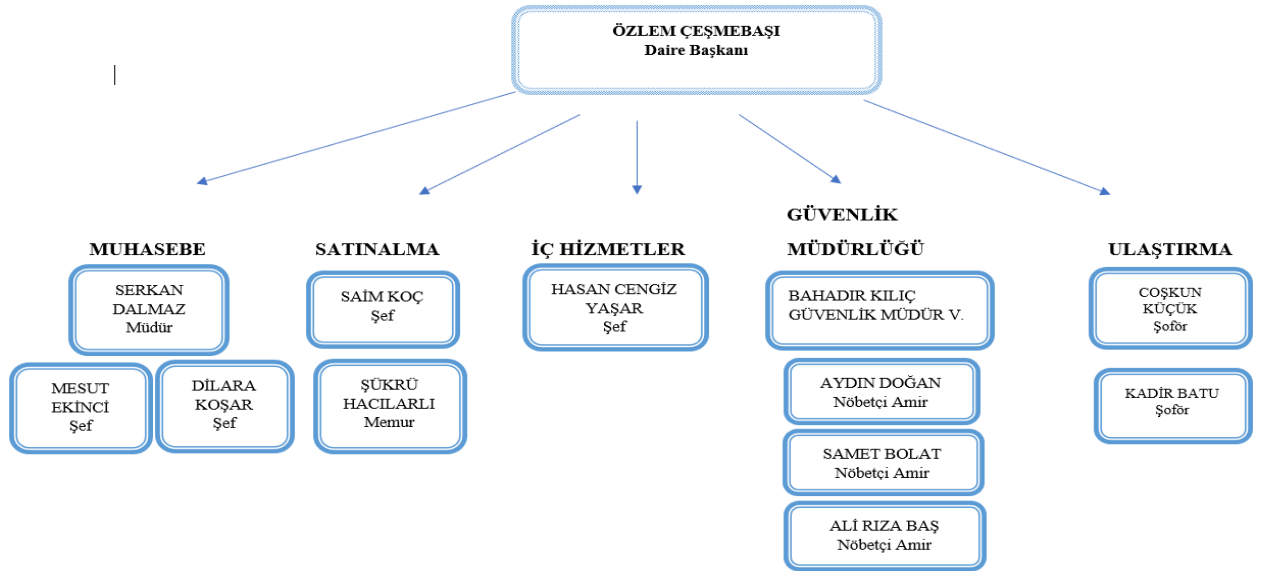 ÖZLEM ÇEŞMEBAŞI
Daire Başkanı
MUHASEBE
SERKAN
DALMAZ
Müdür
MESUT
EKİNCİ
Şef
DİLARA
KOŞAR
Şef
SATINALMA
SAİM KOÇ
Şef
ŞÜKRÜ
HACILARLI
Memur
İÇ HİZMETLER
HASAN CENGİZ
YAŞAR
Şef
GÜVENLİK
MÜDÜRLÜĞÜ
BAHADIR KILIÇ
GÜVENLİK MÜDÜR V.
AYDIN DOĞAN
Nöbetçi Amir
SAMET BOLAT
Nöbetçi Amir
ALİ RIZA BAŞ
Nöbetçi Amir
ULAŞTIRMA
COŞKUN
KÜÇÜK
Şoför
KADİR BATU
Şoför